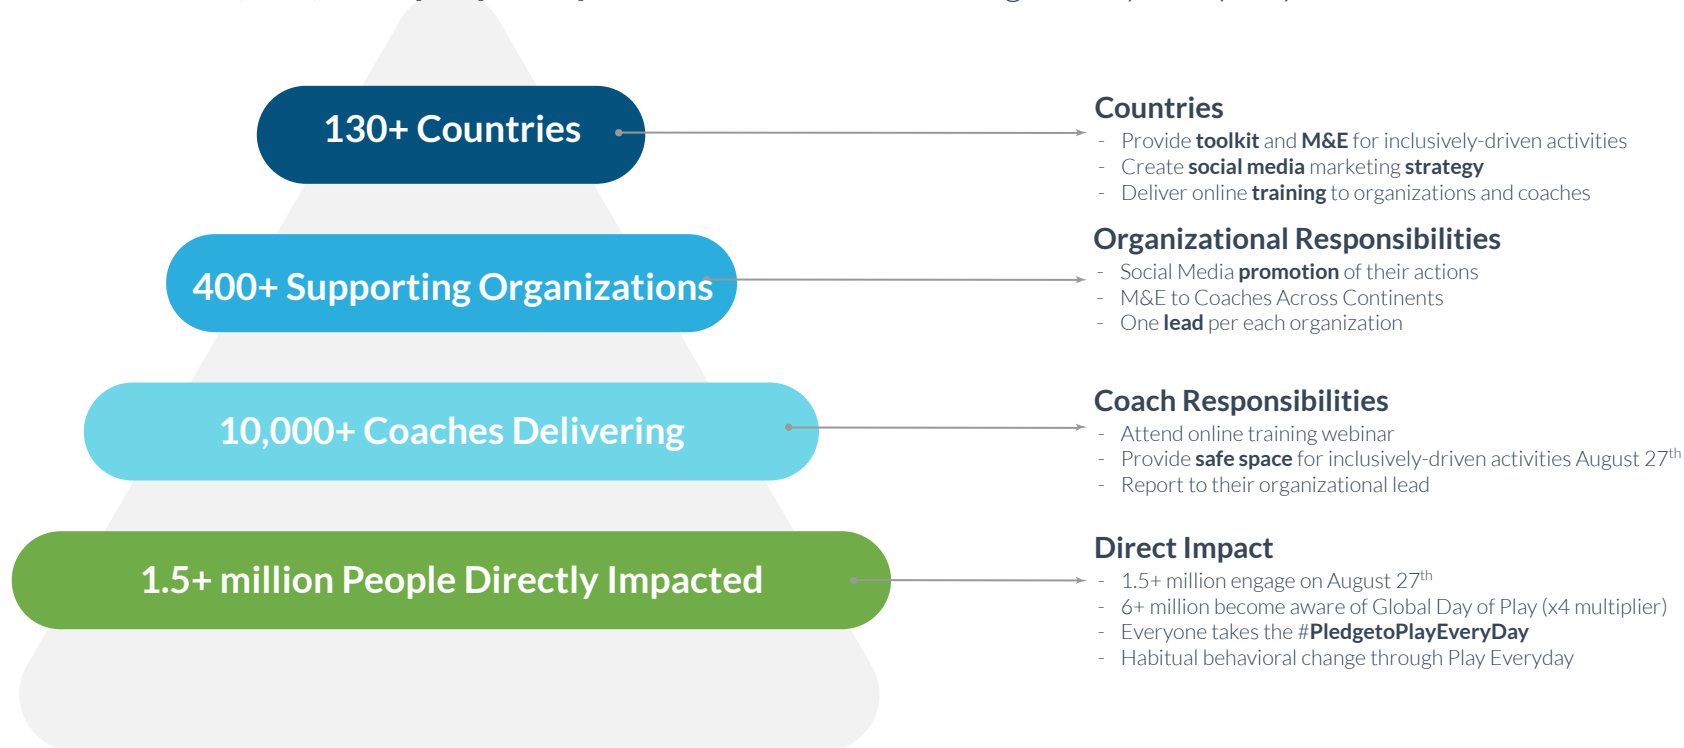 130+ Countries
Countries
- Provide toolkit and M&E for inclusively-driven activities
- Create social media marketing strategy
- Deliver online training to organizations and coaches
400+ Supporting Organizations
Organizational Responsibilities
- Social Media promotion of their actions
- M&E to Coaches Across Continents
- One lead per each organization
10,000+ Coaches Delivering
Coach Responsibilities
- Attend online training webinar
- Provide safe space for inclusively-driven activities August 27th
- Report to their organizational lead
1.5+ million People Directly Impacted
Direct Impact
- 1.5+ million engage on August 27th
- 6+ million become aware of Global Day of Play (x4 multiplier)
- Everyone takes the #PledgetoPlayEveryDay
- Habitual behavioral change through Play Everyday